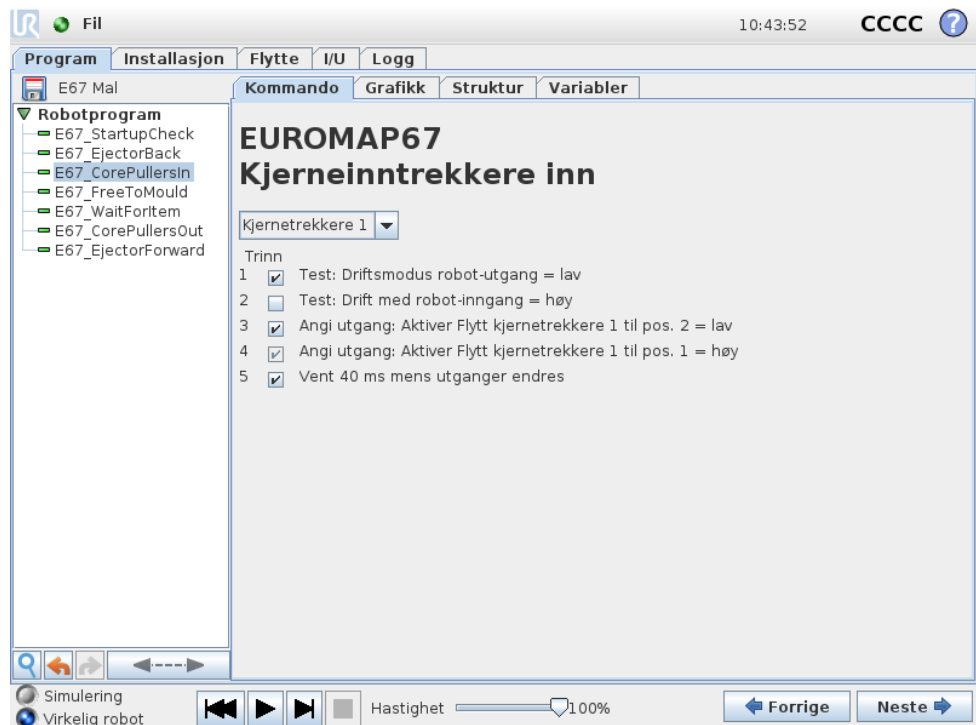 UR Fil 10:43:52 CCCC ?
Program Installasjon Flytte I/U Logg
E67 Mal
Kommando Grafikk Struktur Variabler
Robotprogram
E67_StartupCheck
E67_EjectorBack
E67_CorePullersIn
E67_FreeToMould
E67_WaitForItem
E67_CorePullersOut
E67_EjectorForward
EUROMAP67
Kjerneinntrekkere inn
Kjernetrekkere 1
Trinn
1 Test: Driftsmodus robot-utgang = lav
2 Test: Drift med robot-inngang = høy
3 Angi utgang: Aktiver Flytt kjernetrekkere 1 til pos. 2 = lav
4 Angi utgang: Aktiver Flytt kjernetrekkere 1 til pos. 1 = høy
5 Vent 40 ms mens utganger endres
Simulering
Virkelig robot
Hastighet 100%
Forrige Neste